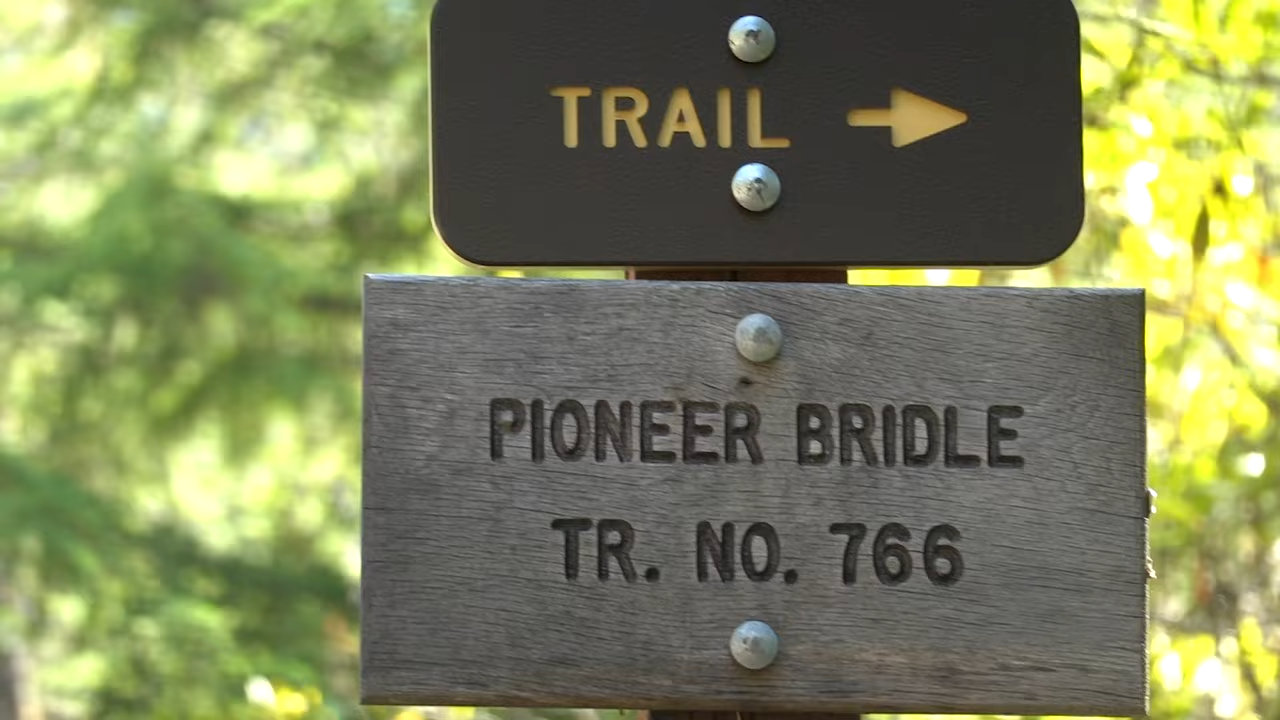 TRAIL →
PIONEER BRIDLE
TR. NO. 766